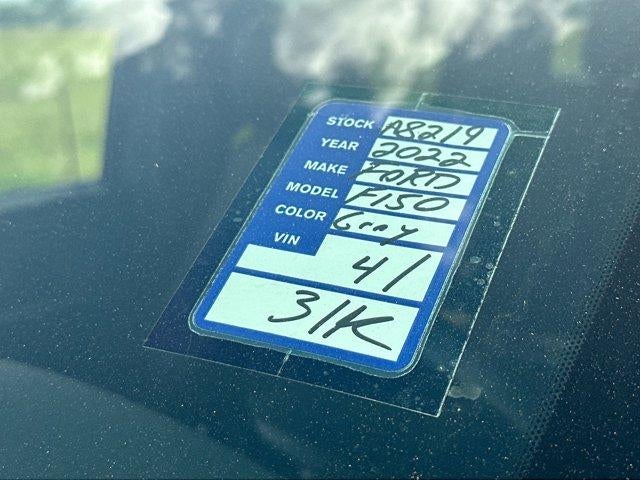 STOCK A8219
YEAR 2022
MAKE FORD
MODEL F150
COLOR Gray
VIN 41
31K